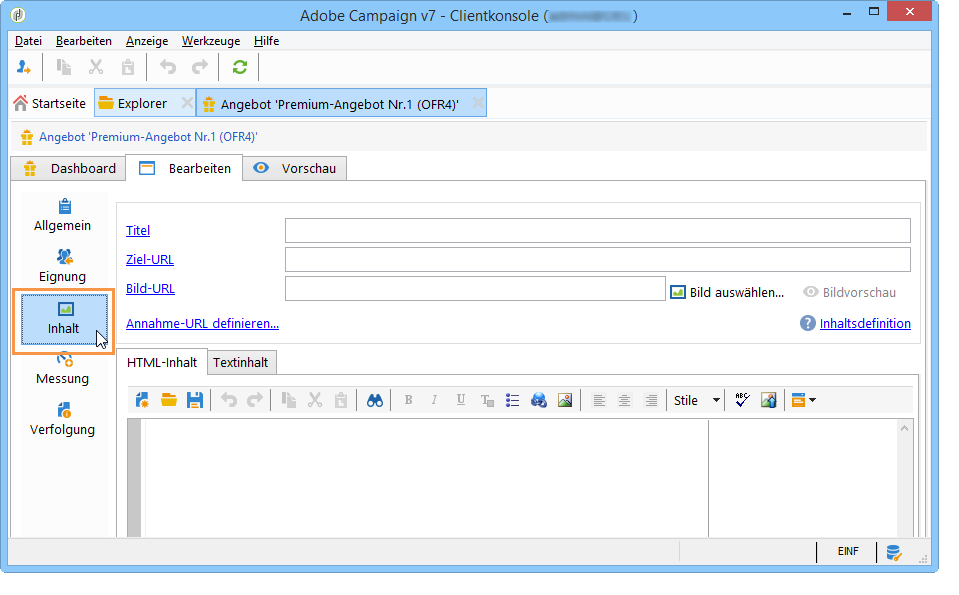 Adobe Campaign v7 - Clientkonsole ( )
Datei Bearbeiten Anzeige Werkzeuge Hilfe
Startseite Explorer Angebot 'Premium-Angebot Nr.1 (OFR4)'
Angebot 'Premium-Angebot Nr.1 (OFR4)'
Dashboard Bearbeiten Vorschau
Allgemein
Eignung
Inhalt
Messung
Verfolgung
Titel
Ziel-URL
Bild-URL Bild auswählen... Bildvorschau
Annahme-URL definieren... ? Inhaltsdefinition
HTML-Inhalt Textinhalt
B I U T Stile ABC
EINF